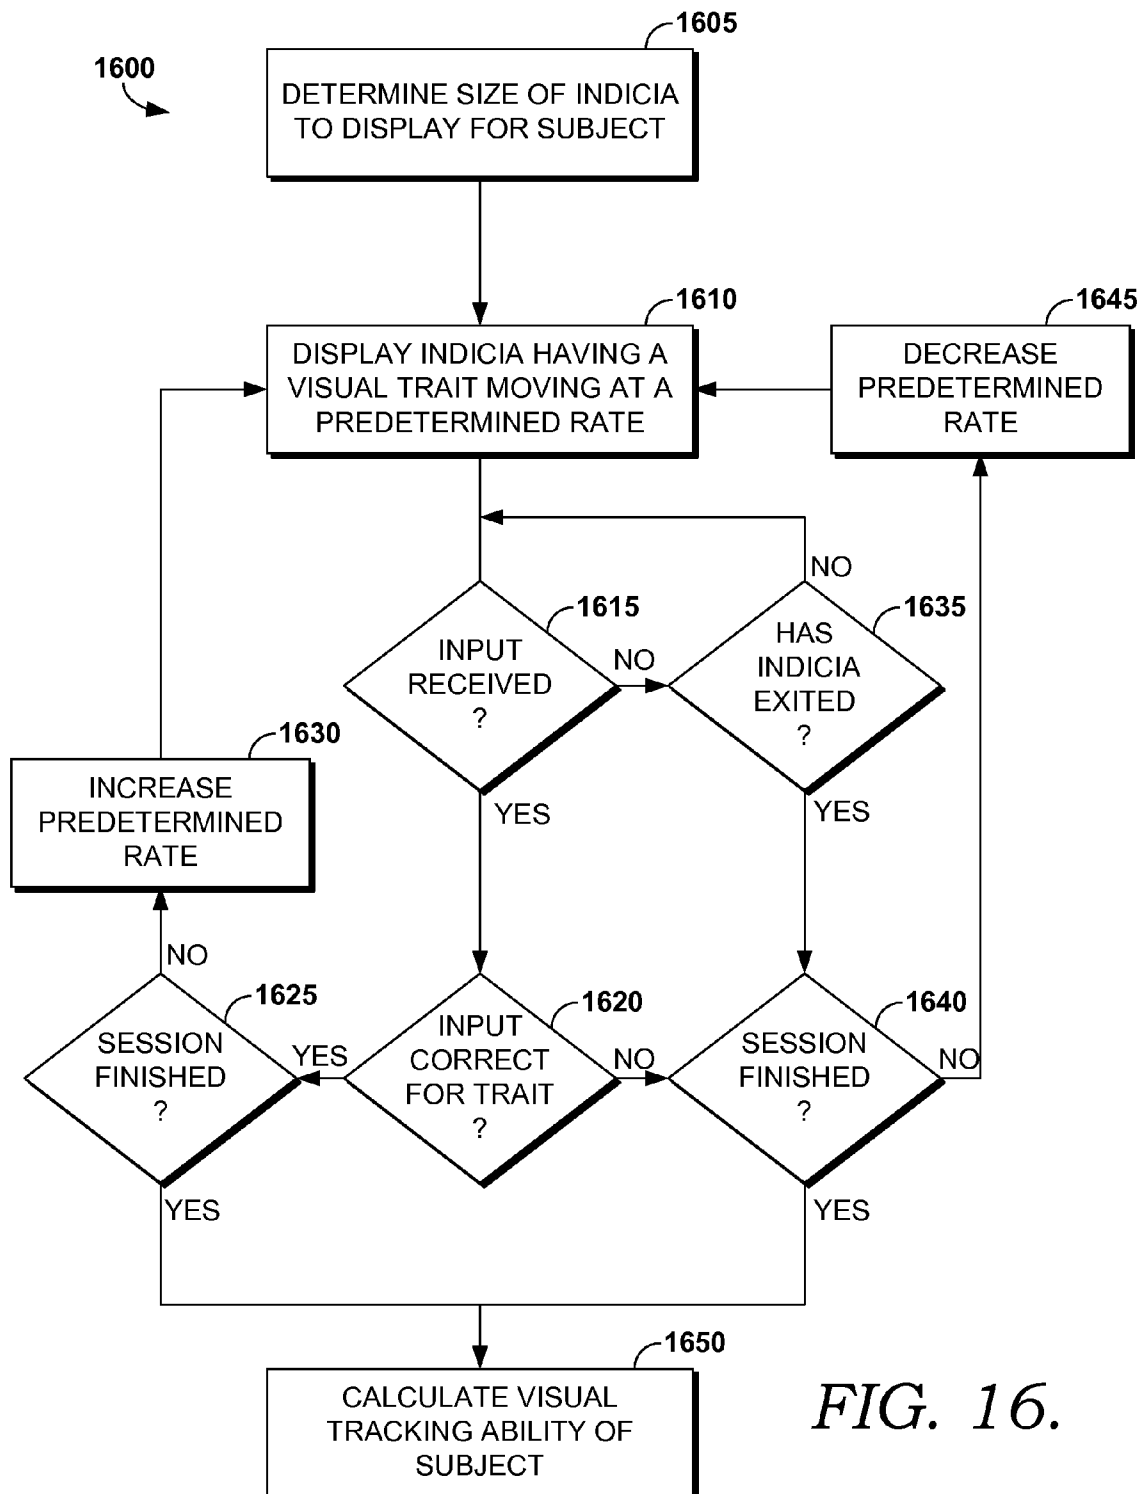 1605
1600
DETERMINE SIZE OF INDICIA
TO DISPLAY FOR SUBJECT
1610
1645
DISPLAY INDICIA HAVING A
VISUAL TRAIT MOVING AT A
PREDETERMINED RATE
DECREASE
PREDETERMINED
RATE
NO
1615
1635
INPUT
RECEIVED
?
NO
HAS
INDICIA
EXITED
?
YES
YES
1630
INCREASE
PREDETERMINED
RATE
NO
1625
1620
1640
SESSION
FINISHED
?
YES
INPUT
CORRECT
FOR TRAIT
?
NO
SESSION
FINISHED
?
NO
YES
YES
1650
CALCULATE VISUAL
TRACKING ABILITY OF
SUBJECT
FIG. 16.